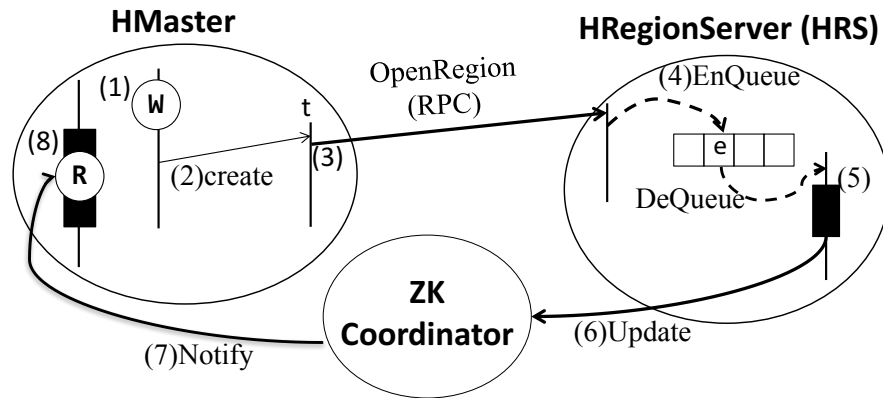 HMaster
HRegionServer (HRS)
OpenRegion
(RPC)
(1)
W
t
(2)create
(3)
(8)
R
(4)EnQueue
e
DeQueue
(5)
ZK
Coordinator
(6)Update
(7)Notify